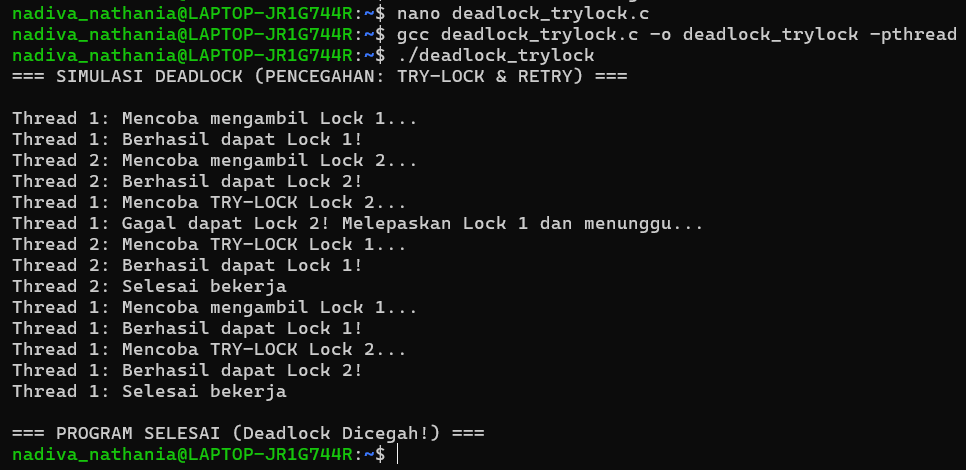 nadiva_nathania@LAPTOP-JR1G744R:~$ nano deadlock_trylock.c
nadiva_nathania@LAPTOP-JR1G744R:~$ gcc deadlock_trylock.c -o deadlock_trylock -pthread
nadiva_nathania@LAPTOP-JR1G744R:~$ ./deadlock_trylock
=== SIMULASI DEADLOCK (PENCEGAHAN: TRY-LOCK & RETRY) ===

Thread 1: Mencoba mengambil Lock 1...
Thread 1: Berhasil dapat Lock 1!
Thread 2: Mencoba mengambil Lock 2...
Thread 2: Berhasil dapat Lock 2!
Thread 1: Mencoba TRY-LOCK Lock 2...
Thread 1: Gagal dapat Lock 2! Melepaskan Lock 1 dan menunggu...
Thread 2: Mencoba TRY-LOCK Lock 1...
Thread 2: Berhasil dapat Lock 1!
Thread 2: Selesai bekerja
Thread 1: Mencoba mengambil Lock 1...
Thread 1: Berhasil dapat Lock 1!
Thread 1: Mencoba TRY-LOCK Lock 2...
Thread 1: Berhasil dapat Lock 2!
Thread 1: Selesai bekerja

=== PROGRAM SELESAI (Deadlock Dicegah!) ===
nadiva_nathania@LAPTOP-JR1G744R:~$